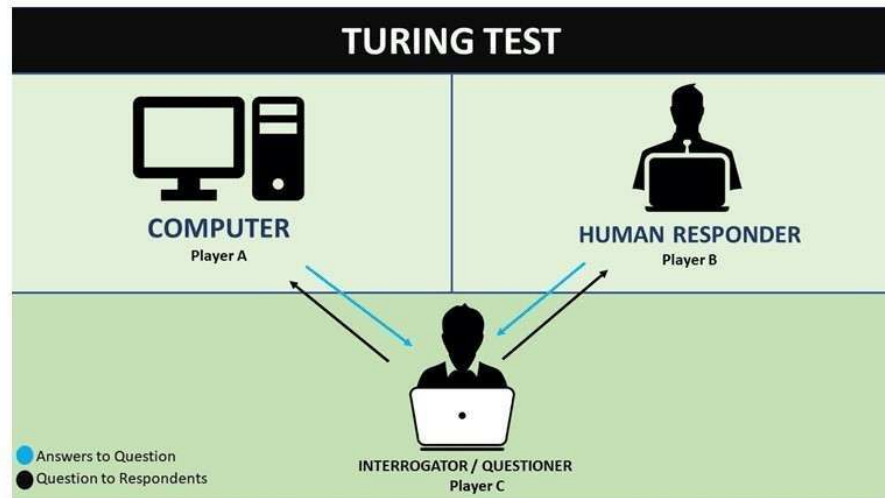 TURING TEST
COMPUTER
Player A
HUMAN RESPONDER
Player B
Answers to Question
Question to Respondents
INTERROGATOR / QUESTIONER
Player C